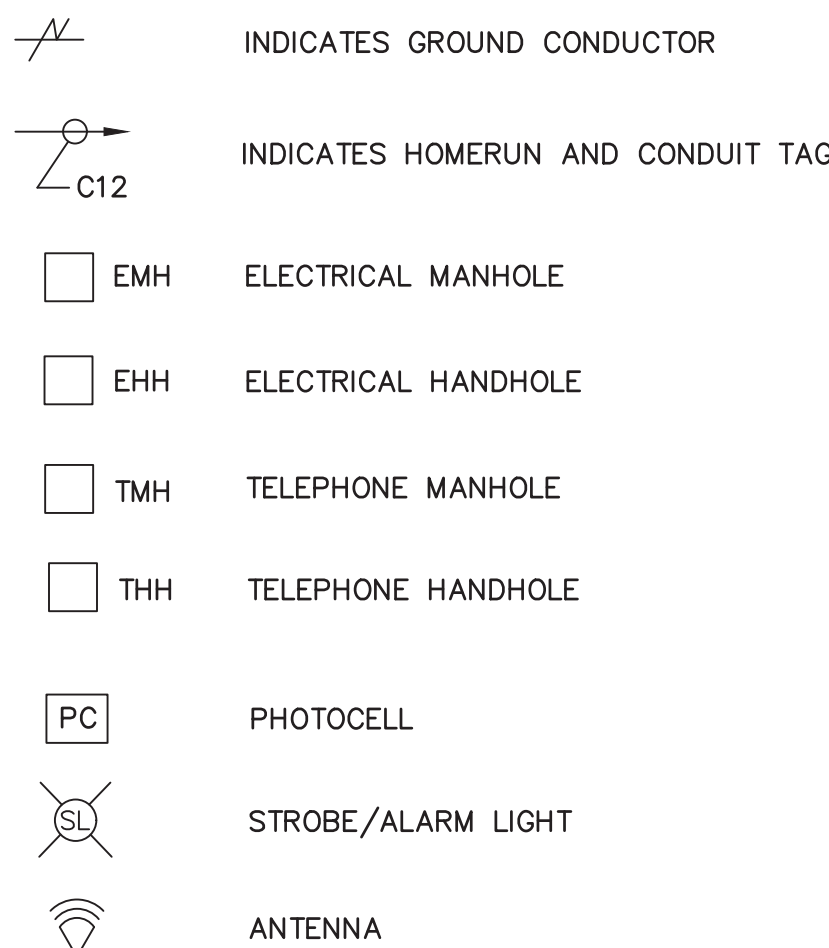 INDICATES GROUND CONDUCTOR
INDICATES HOMERUN AND CONDUIT TAG
C12
EMH ELECTRICAL MANHOLE
EHH ELECTRICAL HANDHOLE
TMH TELEPHONE MANHOLE
THH TELEPHONE HANDHOLE
PC PHOTOCELL
SL STROBE/ALARM LIGHT
ANTENNA